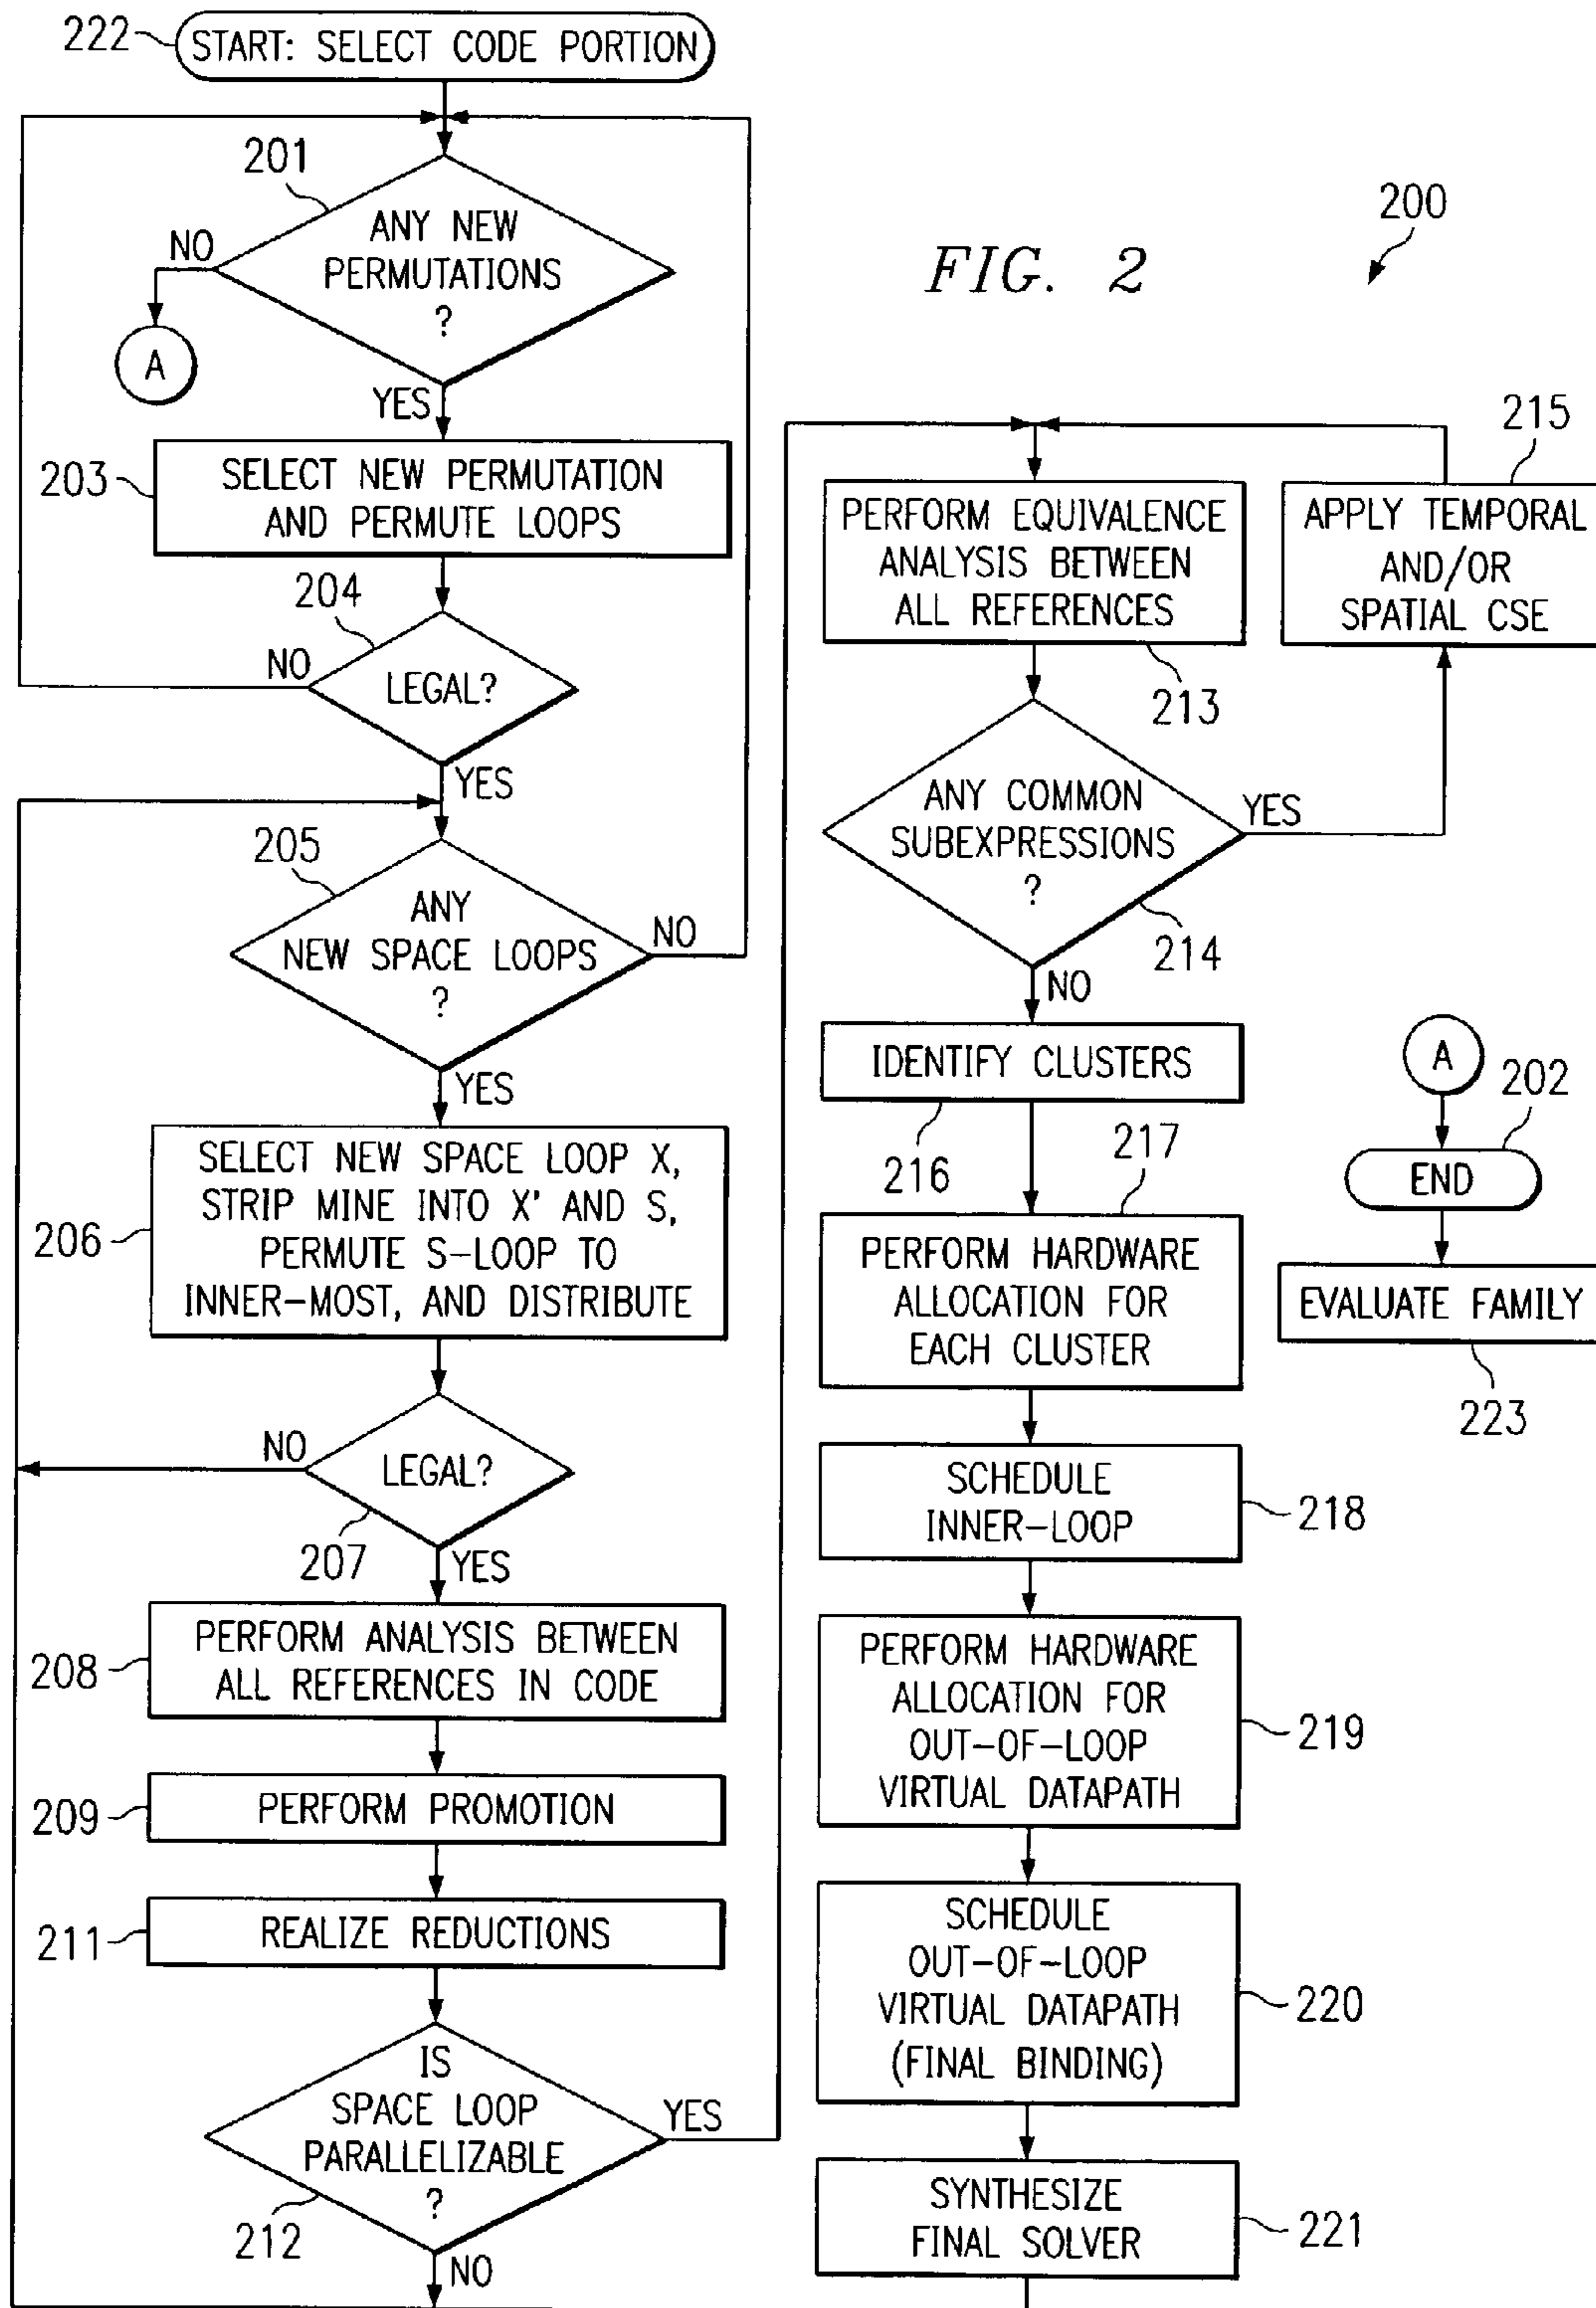 222
START: SELECT CODE PORTION
201
ANY NEW
PERMUTATIONS
?
NO
A
YES
203
SELECT NEW PERMUTATION
AND PERMUTE LOOPS
204
LEGAL?
NO
YES
205
ANY
NEW SPACE LOOPS
?
NO
YES
206
SELECT NEW SPACE LOOP X,
STRIP MINE INTO X' AND S,
PERMUTE S-LOOP TO
INNER-MOST, AND DISTRIBUTE
NO
LEGAL?
207
YES
208
PERFORM ANALYSIS BETWEEN
ALL REFERENCES IN CODE
209
PERFORM PROMOTION
211
REALIZE REDUCTIONS
IS
SPACE LOOP
PARALLELIZABLE
?
YES
212
NO
FIG. 2
200
PERFORM EQUIVALENCE
ANALYSIS BETWEEN
ALL REFERENCES
213
215
APPLY TEMPORAL
AND/OR
SPATIAL CSE
ANY COMMON
SUBEXPRESSIONS
?
YES
214
NO
IDENTIFY CLUSTERS
216
217
PERFORM HARDWARE
ALLOCATION FOR
EACH CLUSTER
SCHEDULE
INNER-LOOP
218
PERFORM HARDWARE
ALLOCATION FOR
OUT-OF-LOOP
VIRTUAL DATAPATH
219
SCHEDULE
OUT-OF-LOOP
VIRTUAL DATAPATH
(FINAL BINDING)
220
SYNTHESIZE
FINAL SOLVER
221
A
202
END
EVALUATE FAMILY
223